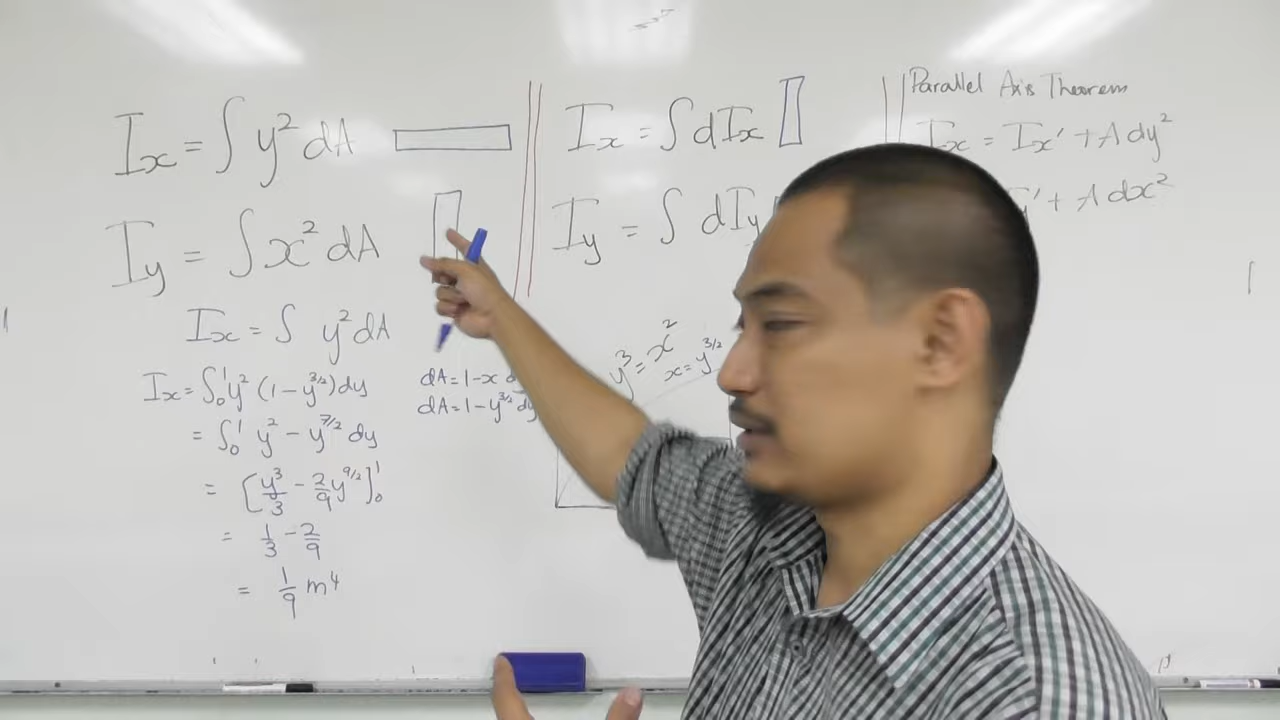 Ix = ∫ y² dA
Iy = ∫ x² dA
Ix = ∫ y² dA
Ix = ∫₀¹ y² (1 − y^3/2) dy
= ∫₀¹ y² − y^7/2 dy
= [y³/3 − 2/9 y^9/2]₀¹
= 1/3 − 2/9
= 1/9 m⁴
dA = 1 − x
dA = 1 − y^3/2 dy
Ix = ∫ dIx
Iy = ∫ dIy
y³ = x²
x = y^3/2
Parallel Axis Theorem
Ix = Ix' + A dy²
y' + A dx²